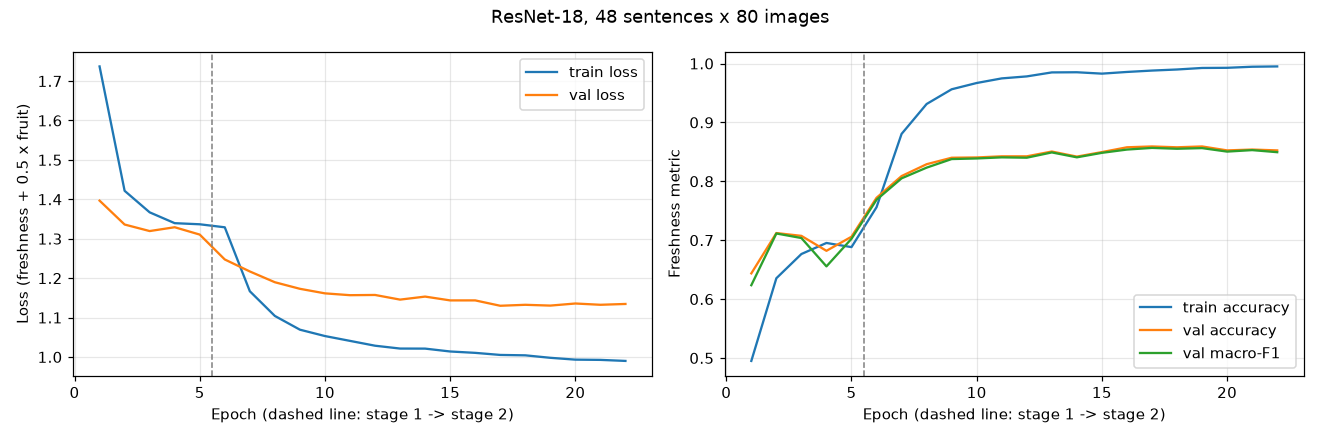 ResNet-18, 48 sentences x 80 images
Loss (freshness + 0.5 x fruit)
1.7
1.6
1.5
1.4
1.3
1.2
1.1
1.0
train loss
val loss
0
5
10
15
20
Epoch (dashed line: stage 1 -> stage 2)
Freshness metric
1.0
0.9
0.8
0.7
0.6
0.5
train accuracy
val accuracy
val macro-F1
0
5
10
15
20
Epoch (dashed line: stage 1 -> stage 2)